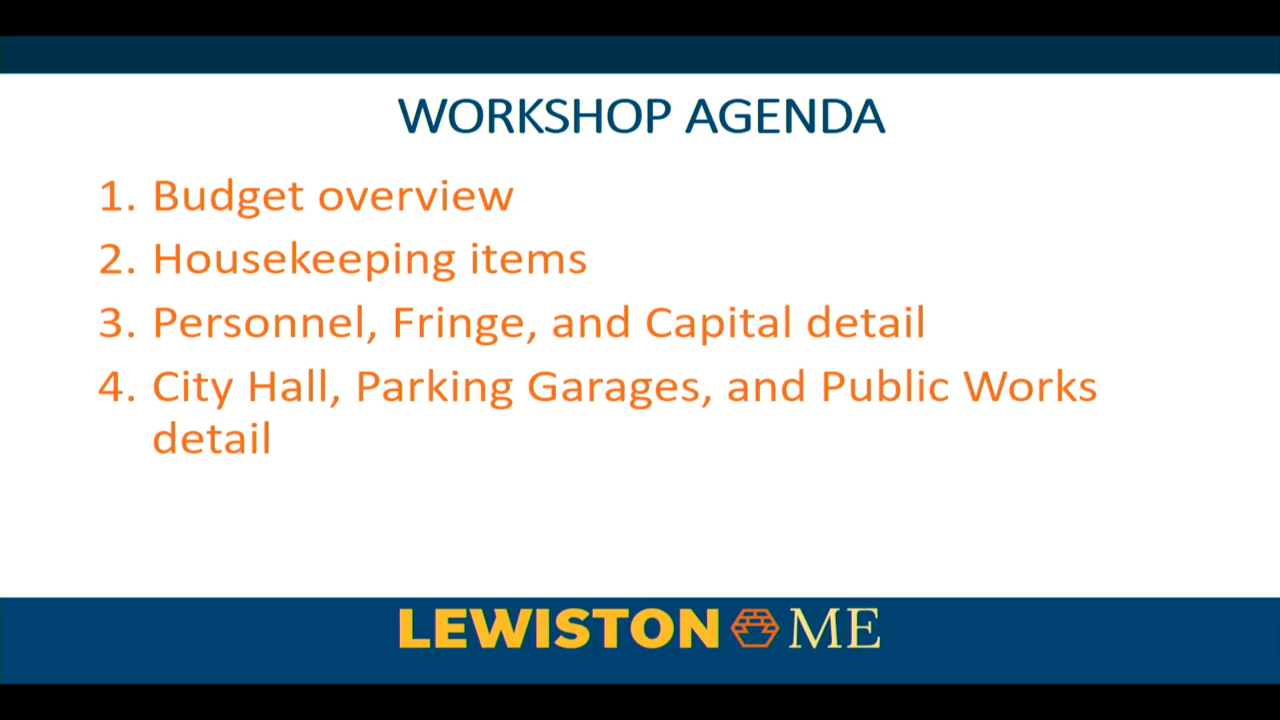 WORKSHOP AGENDA
1. Budget overview
2. Housekeeping items
3. Personnel, Fringe, and Capital detail
4. City Hall, Parking Garages, and Public Works
detail
LEWISTON ME